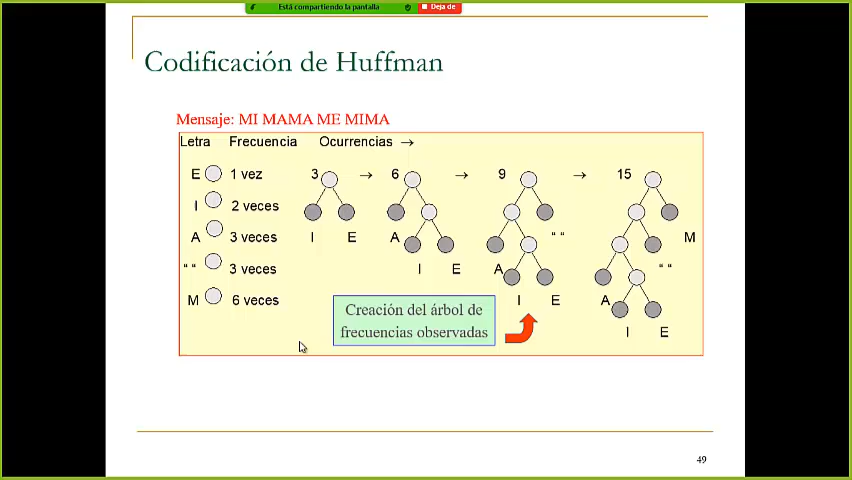 Está compartiendo la pantalla
Deja de
Codificación de Huffman
Mensaje: MI MAMA ME MIMA
Letra Frecuencia Ocurrencias →
E 1 vez 3 → 6 → 9 → 15
I 2 veces
A 3 veces I E A “ “ M
“ “ 3 veces I E A “ “
M 6 veces I E A
Creación del árbol de
frecuencias observadas
I E
49